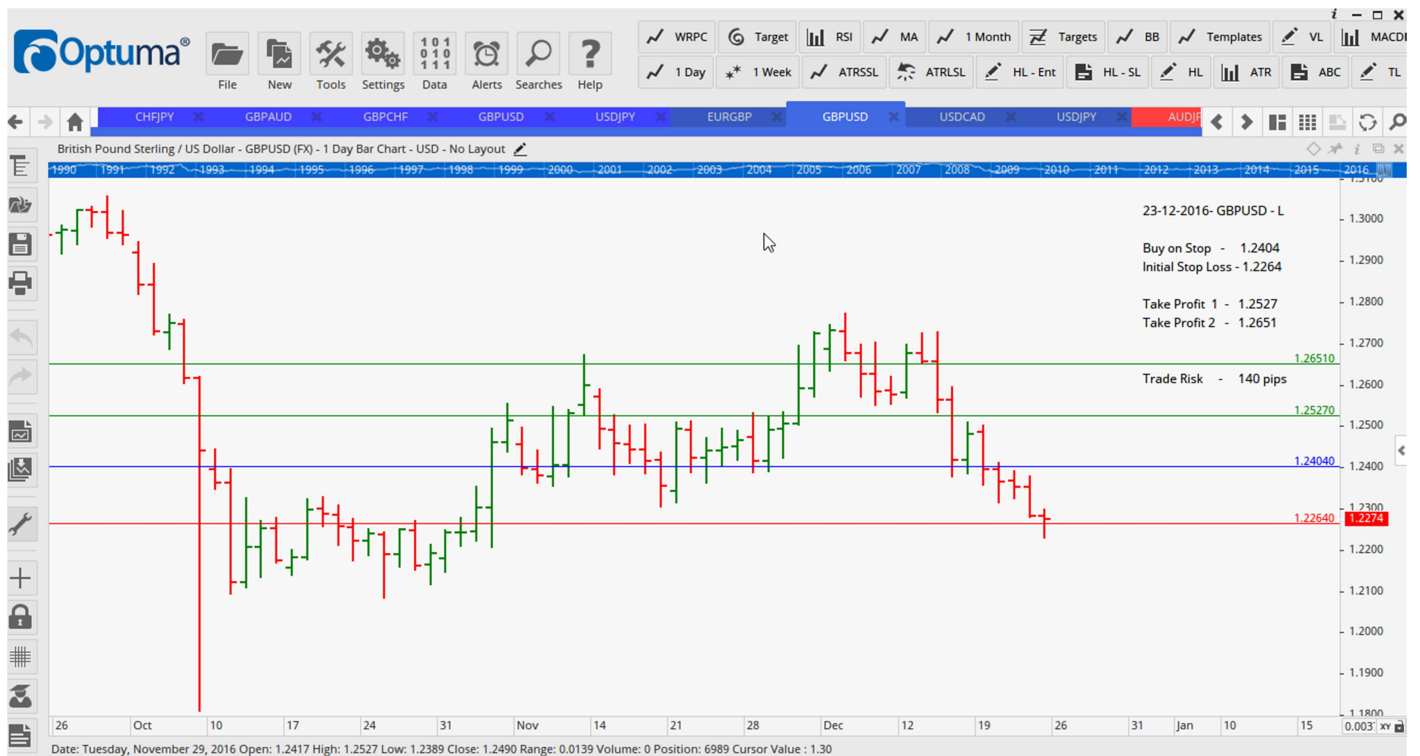 Optuma®
File New Tools Settings Data Alerts Searches Help
101
010
111
WRPC Target RSI MA 1 Month Targets BB Templates VL MACDI
1 Day 1 Week ATRSSL ATRLSL HL - Ent HL - SL HL ATR ABC TL
CHFJPY GBPAUD GBPCHF GBPUSD USDJPY EURGBP GBPUSD USDCAD USDJPY AUDJP
British Pound Sterling / US Dollar - GBPUSD (FX) - 1 Day Bar Chart - USD - No Layout
1990 1991 1992 1993 1994 1995 1996 1997 1998 1999 2000 2001 2002 2003 2004 2005 2006 2007 2008 2009 2010 2011 2012 2013 2014 2015 2016
1.3100
23-12-2016- GBPUSD - L
1.3000
Buy on Stop - 1.2404
1.2900
Initial Stop Loss - 1.2264
Take Profit 1 - 1.2527
1.2800
Take Profit 2 - 1.2651
1.2700
1.26510
Trade Risk - 140 pips
1.2600
1.25270
1.2500
1.24040
1.2400
1.2300
1.22640
1.2274
1.2200
1.2100
1.2000
1.1900
1.1800
26 Oct 10 17 24 31 Nov 14 21 28 Dec 12 19 26 31 Jan 10 15 0.003 XY
Date: Tuesday, November 29, 2016 Open: 1.2417 High: 1.2527 Low: 1.2389 Close: 1.2490 Range: 0.0139 Volume: 0 Position: 6989 Cursor Value : 1.30